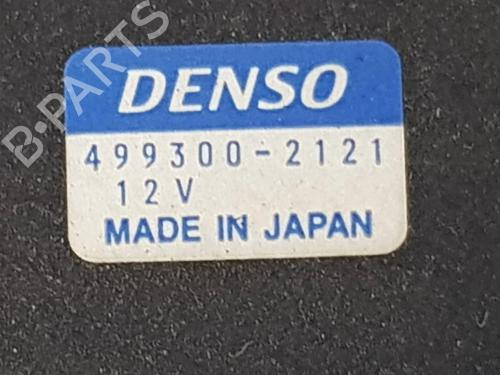 DENSO
499300-2121
12V
MADE IN JAPAN
B-PARTS